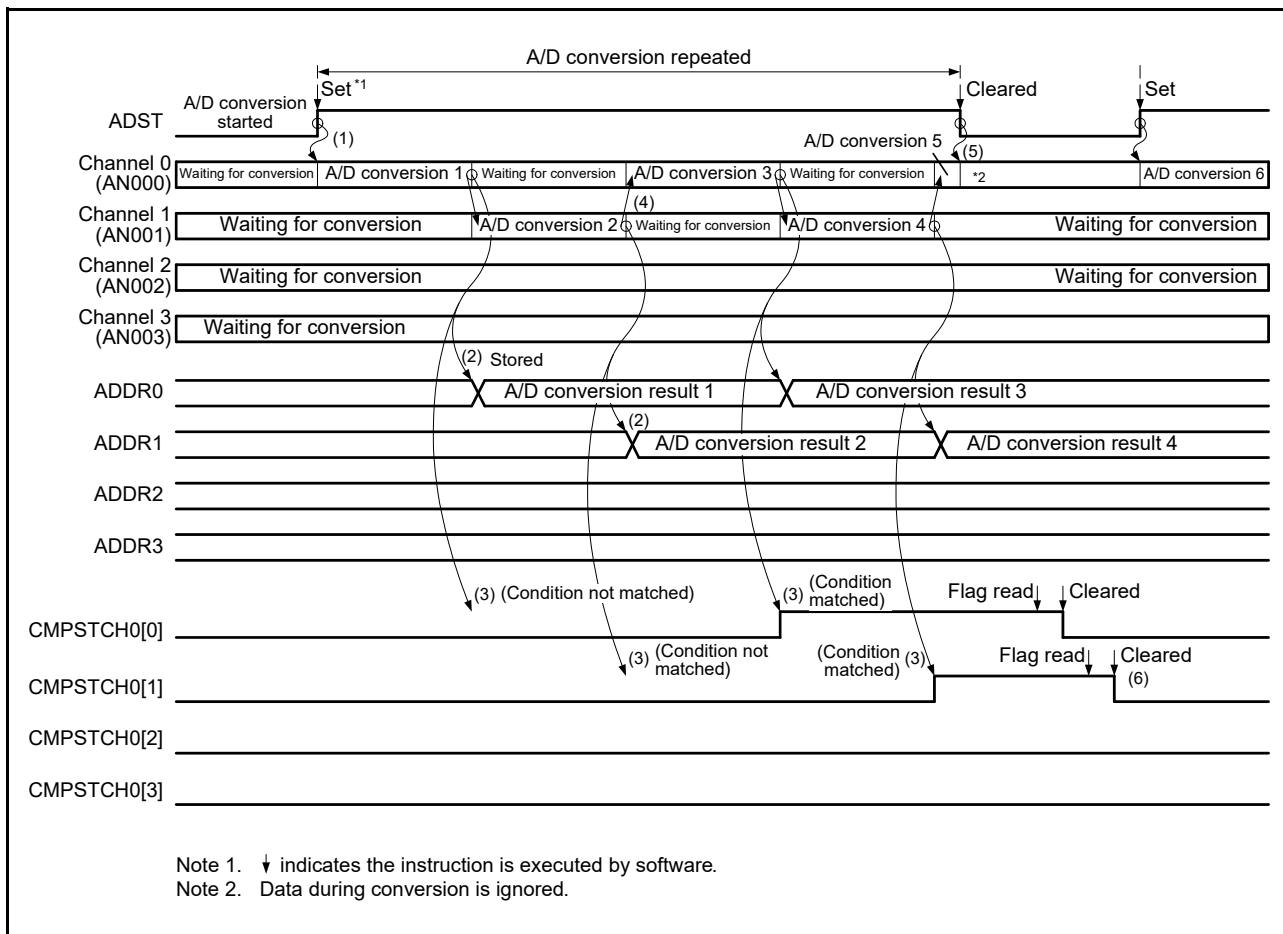 A/D conversion repeated
Set *1
Cleared
Set
A/D conversion
started
ADST
(1)
A/D conversion 5
(5)
Channel 0
(AN000)
Waiting for conversion
A/D conversion 1
Waiting for conversion
A/D conversion 3
Waiting for conversion
*2
A/D conversion 6
(4)
Channel 1
(AN001)
Waiting for conversion
A/D conversion 2
Waiting for conversion
A/D conversion 4
Waiting for conversion
Channel 2
(AN002)
Waiting for conversion
Waiting for conversion
Channel 3
(AN003)
Waiting for conversion
(2) Stored
ADDR0
A/D conversion result 1
A/D conversion result 3
(2)
ADDR1
A/D conversion result 2
A/D conversion result 4
ADDR2
ADDR3
(3) (Condition not matched)
(3) (Condition
matched)
Flag read
Cleared
CMPSTCH0[0]
(3) (Condition not
matched)
(Condition
matched) (3)
Flag read
Cleared
(6)
CMPSTCH0[1]
CMPSTCH0[2]
CMPSTCH0[3]
Note 1. ↓ indicates the instruction is executed by software.
Note 2. Data during conversion is ignored.